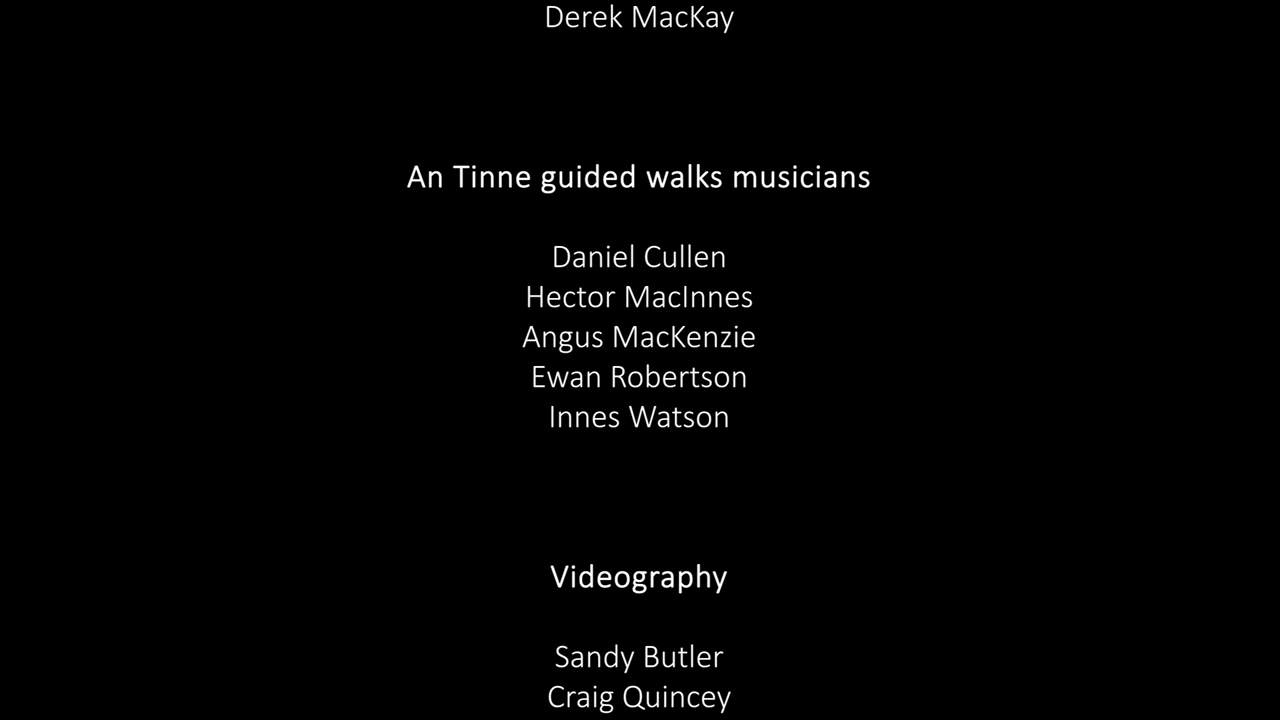 Derek MacKay
An Tinne guided walks musicians
Daniel Cullen
Hector MacInnes
Angus MacKenzie
Ewan Robertson
Innes Watson
Videography
Sandy Butler
Craig Quincey